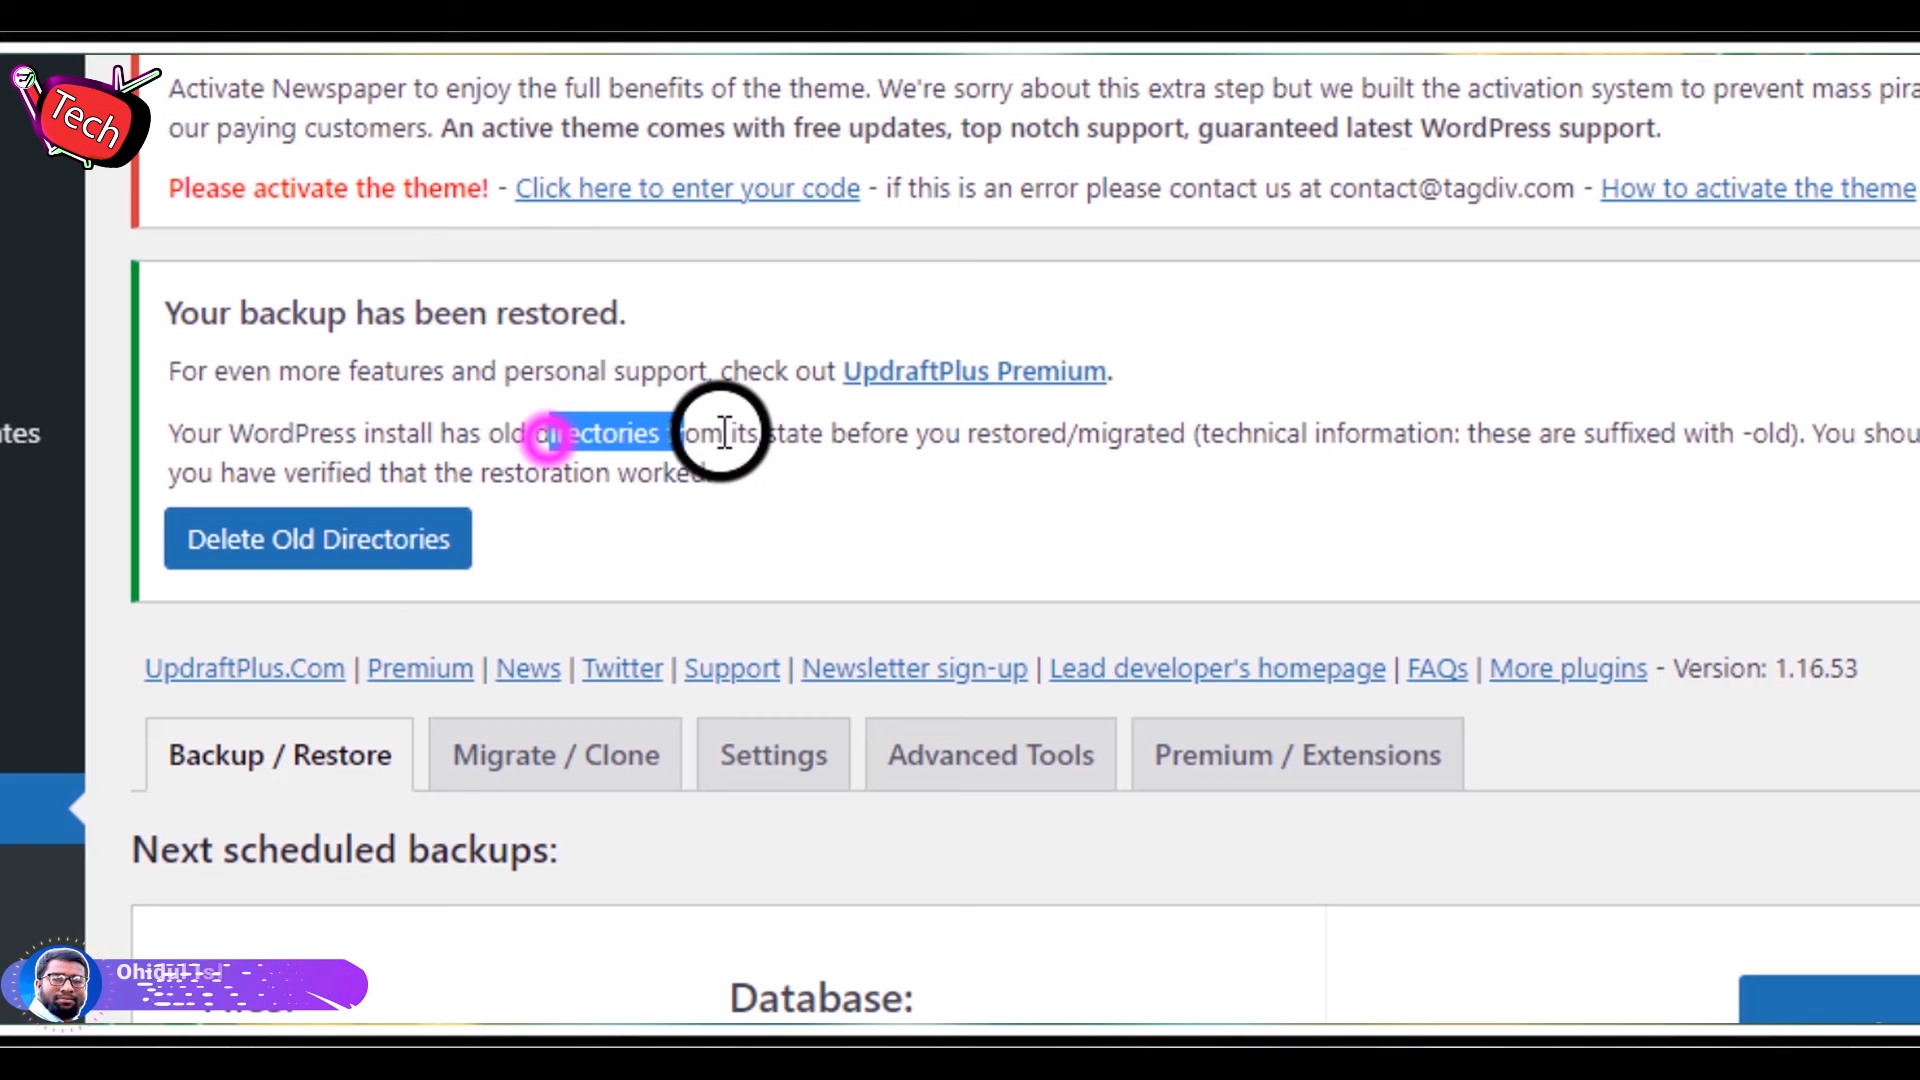 Tech
Activate Newspaper to enjoy the full benefits of the theme. We're sorry about this extra step but we built the activation system to prevent mass pira
our paying customers. An active theme comes with free updates, top notch support, guaranteed latest WordPress support.
Please activate the theme! - Click here to enter your code - if this is an error please contact us at contact@tagdiv.com - How to activate the theme
Your backup has been restored.
For even more features and personal support, check out UpdraftPlus Premium.
Your WordPress install has old directories from its state before you restored/migrated (technical information: these are suffixed with -old). You shou
you have verified that the restoration worked.
ates
Delete Old Directories
UpdraftPlus.Com | Premium | News | Twitter | Support | Newsletter sign-up | Lead developer's homepage | FAQs | More plugins - Version: 1.16.53
Backup / Restore
Migrate / Clone
Settings
Advanced Tools
Premium / Extensions
Next scheduled backups:
Database: